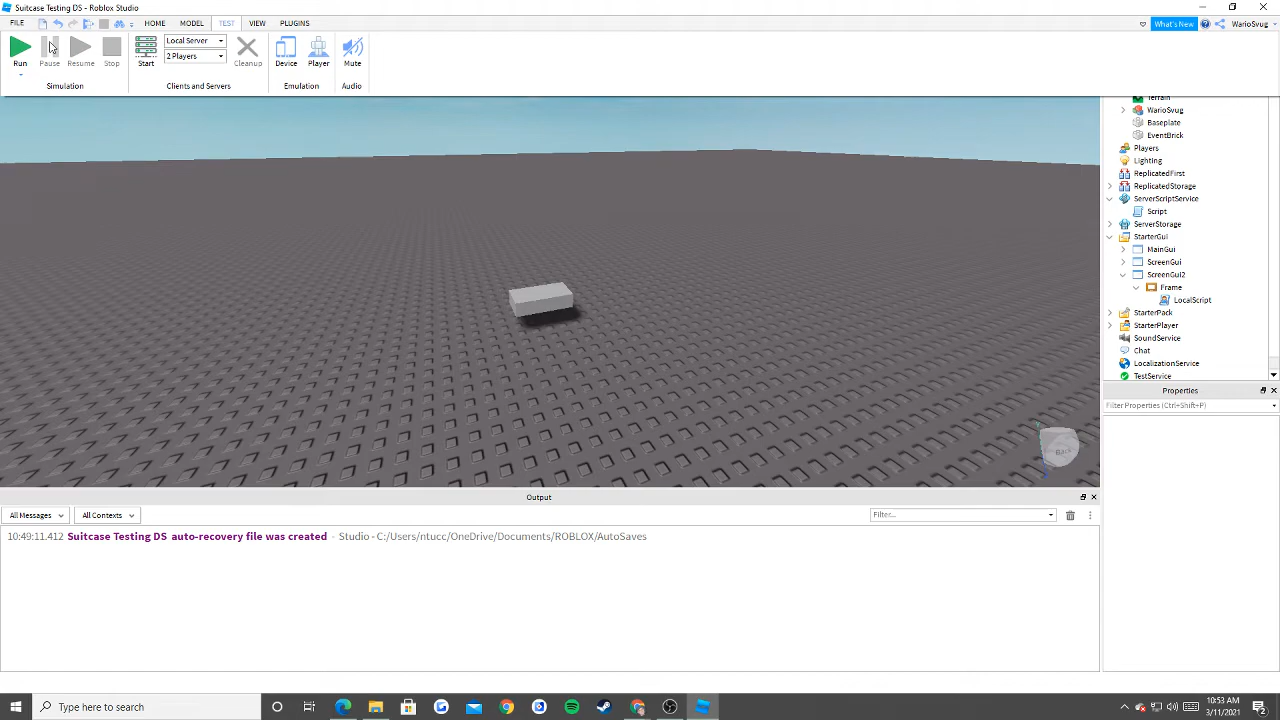 Suitcase Testing DS - Roblox Studio
FILE
HOME
MODEL
TEST
VIEW
PLUGINS
What's New
WarioSvug
Run
Pause
Resume
Stop
Simulation
Start
Local Server
2 Players
Cleanup
Clients and Servers
Device
Player
Emulation
Mute
Audio
Terrain
WarioSvug
Baseplate
EventBrick
Players
Lighting
ReplicatedFirst
ReplicatedStorage
ServerScriptService
Script
ServerStorage
StarterGui
MainGui
ScreenGui
ScreenGui2
Frame
LocalScript
StarterPack
StarterPlayer
SoundService
Chat
LocalizationService
TestService
Properties
Filter Properties (Ctrl+Shift+P)
BACK
Output
All Messages
All Contexts
Filter...
10:49:11.412 Suitcase Testing DS auto-recovery file was created - Studio - C:/Users/ntucc/OneDrive/Documents/ROBLOX/AutoSaves
Type here to search
10:53 AM
3/11/2021
2